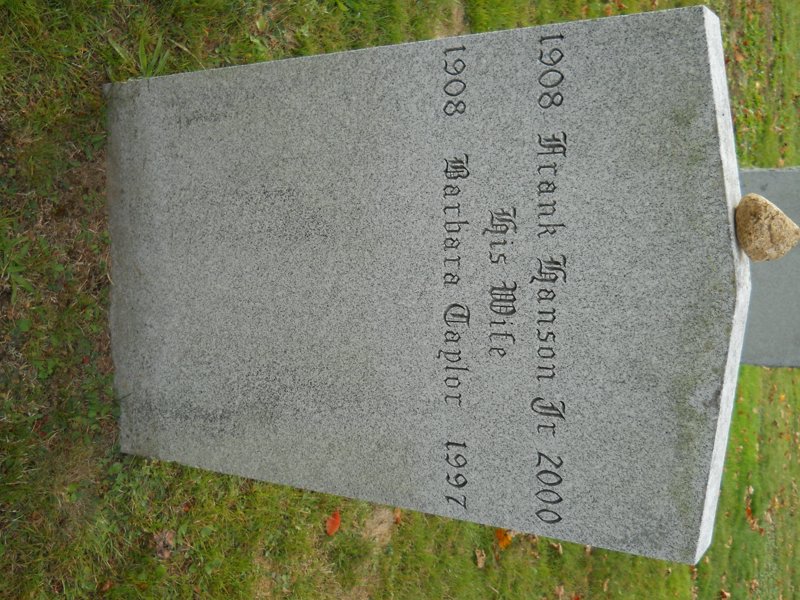 1908 Frank Hanson Jr 2000
His Wife
1908 Barbara Taylor 1997